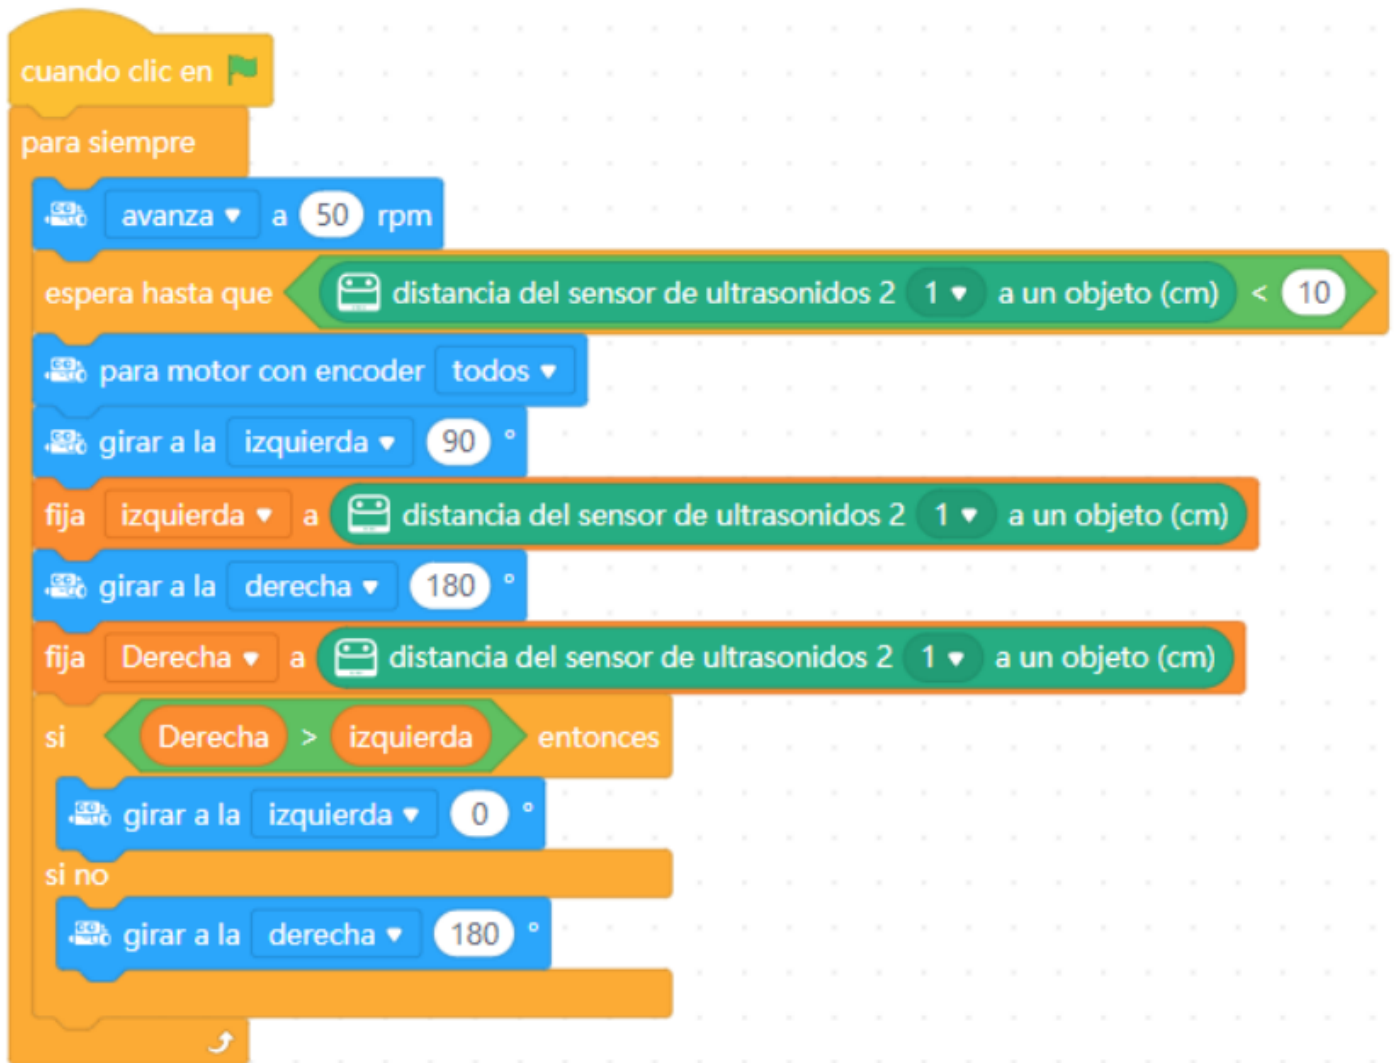 cuando clic en
para siempre
avanza a 50 rpm
espera hasta que distancia del sensor de ultrasonidos 2 1 a un objeto (cm) < 10
para motor con encoder todos
girar a la izquierda 90 °
fija izquierda a distancia del sensor de ultrasonidos 2 1 a un objeto (cm)
girar a la derecha 180 °
fija Derecha a distancia del sensor de ultrasonidos 2 1 a un objeto (cm)
si Derecha > izquierda entonces
girar a la izquierda 0 °
si no
girar a la derecha 180 °